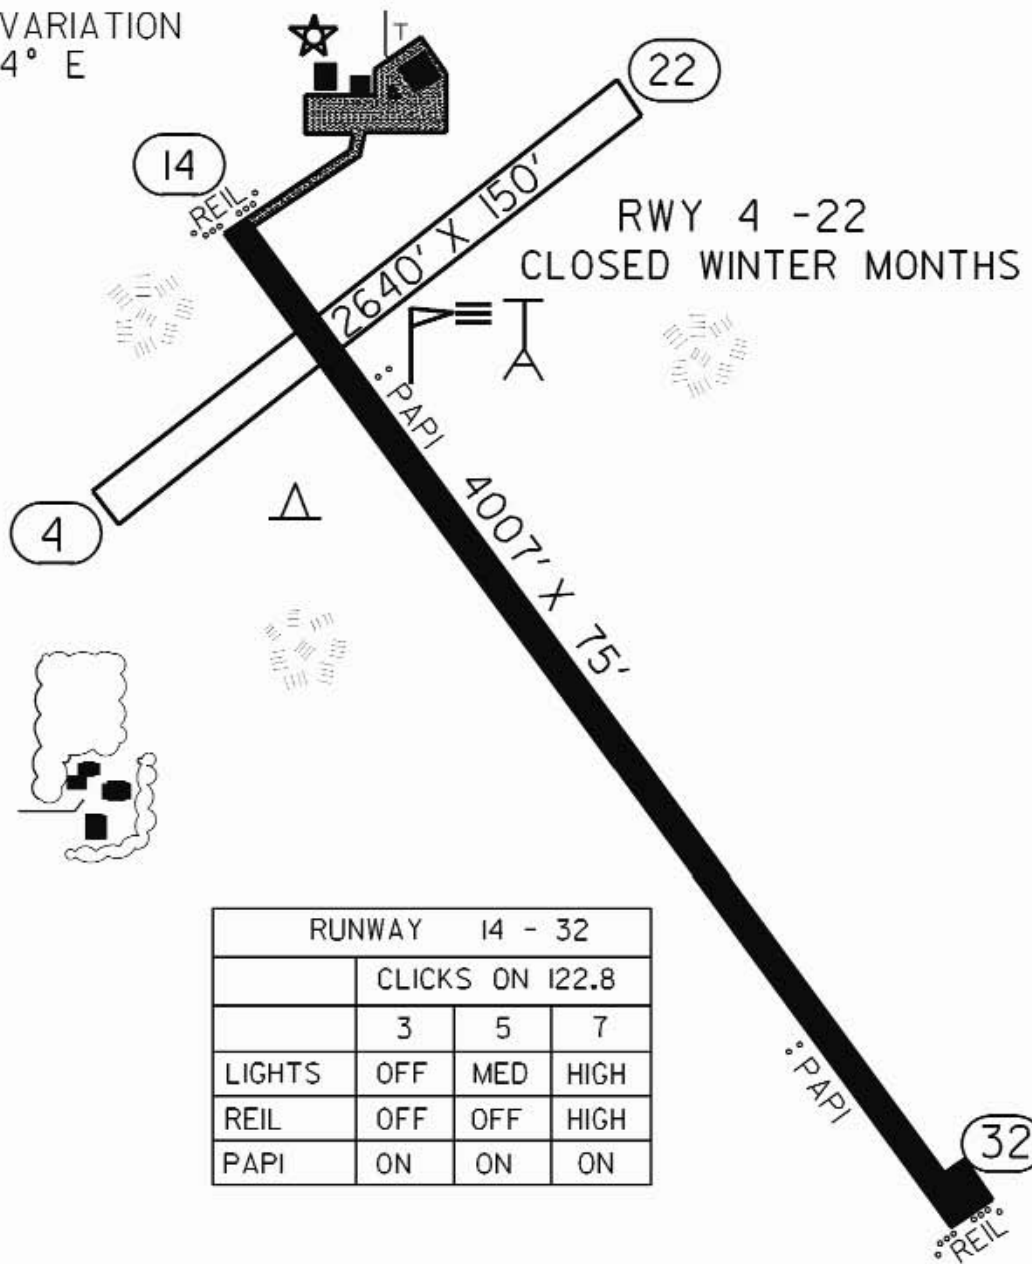 VARIATION
4° E
T
22
14
REIL
2640' X 150'
RWY 4 -22
CLOSED WINTER MONTHS
PAPI
4007' X 75'
4
RUNWAY 14 - 32
CLICKS ON 122.8
3 5 7
LIGHTS OFF MED HIGH
REIL OFF OFF HIGH
PAPI ON ON ON
PAPI
32
REIL